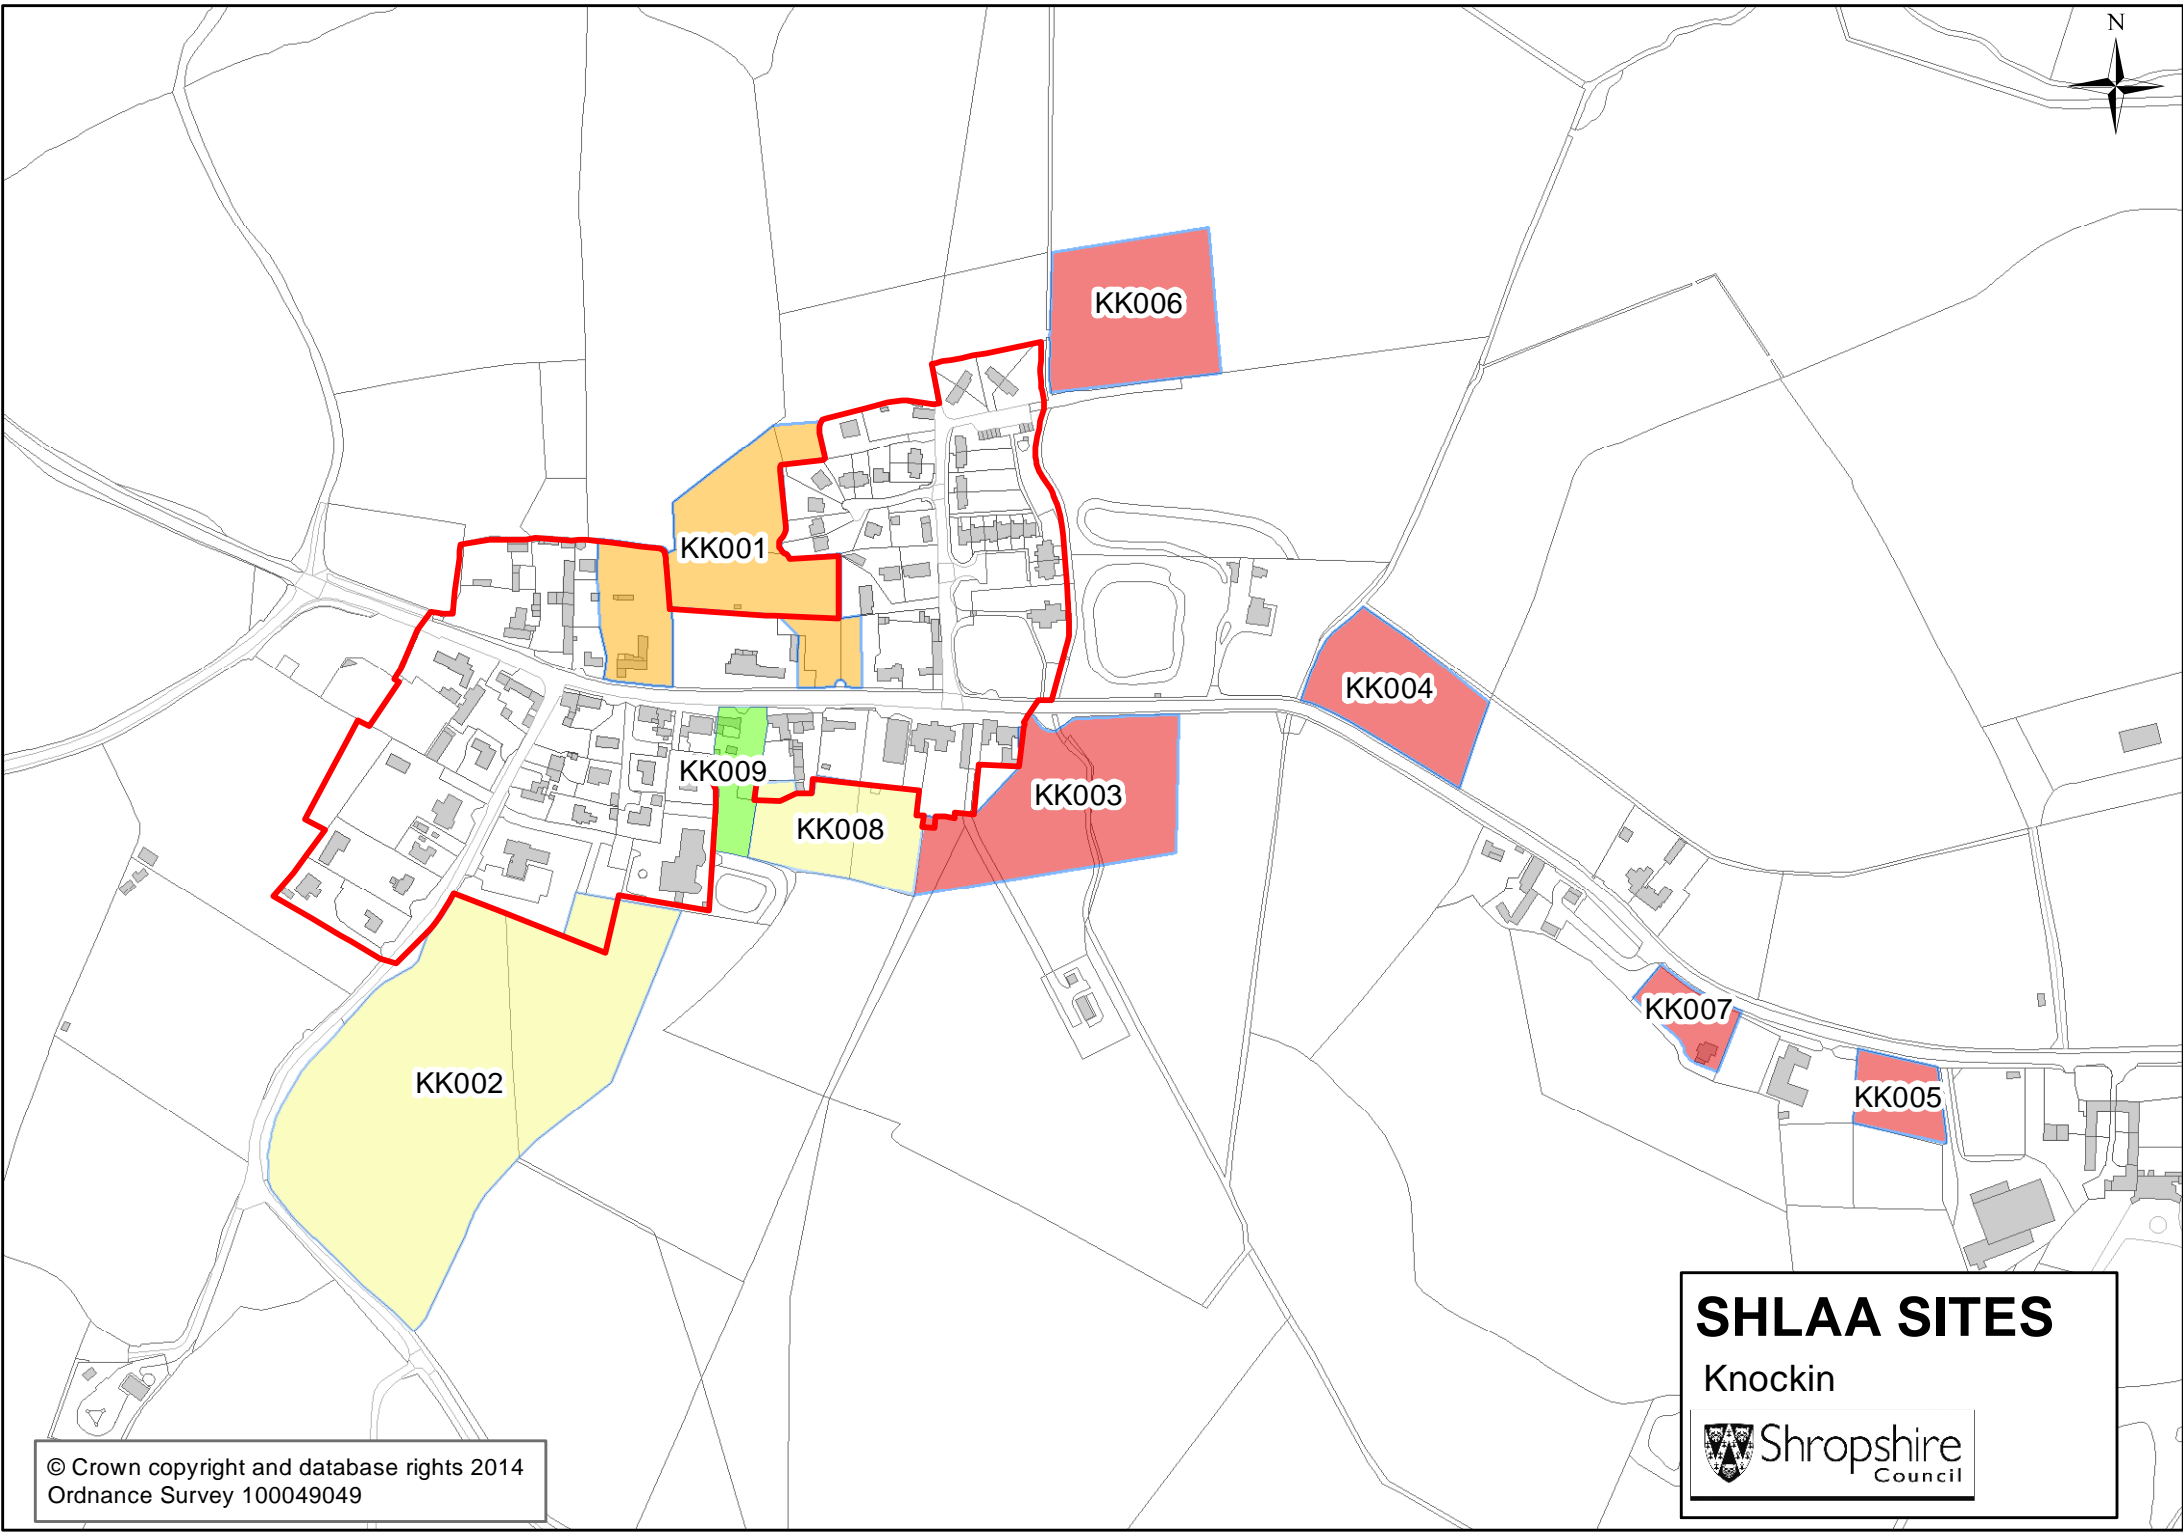 N
KK006
KK001
KK004
KK009
KK003
KK008
KK007
KK002
KK005
SHLAA SITES
Knockin
Shropshire
Council
© Crown copyright and database rights 2014
Ordnance Survey 100049049